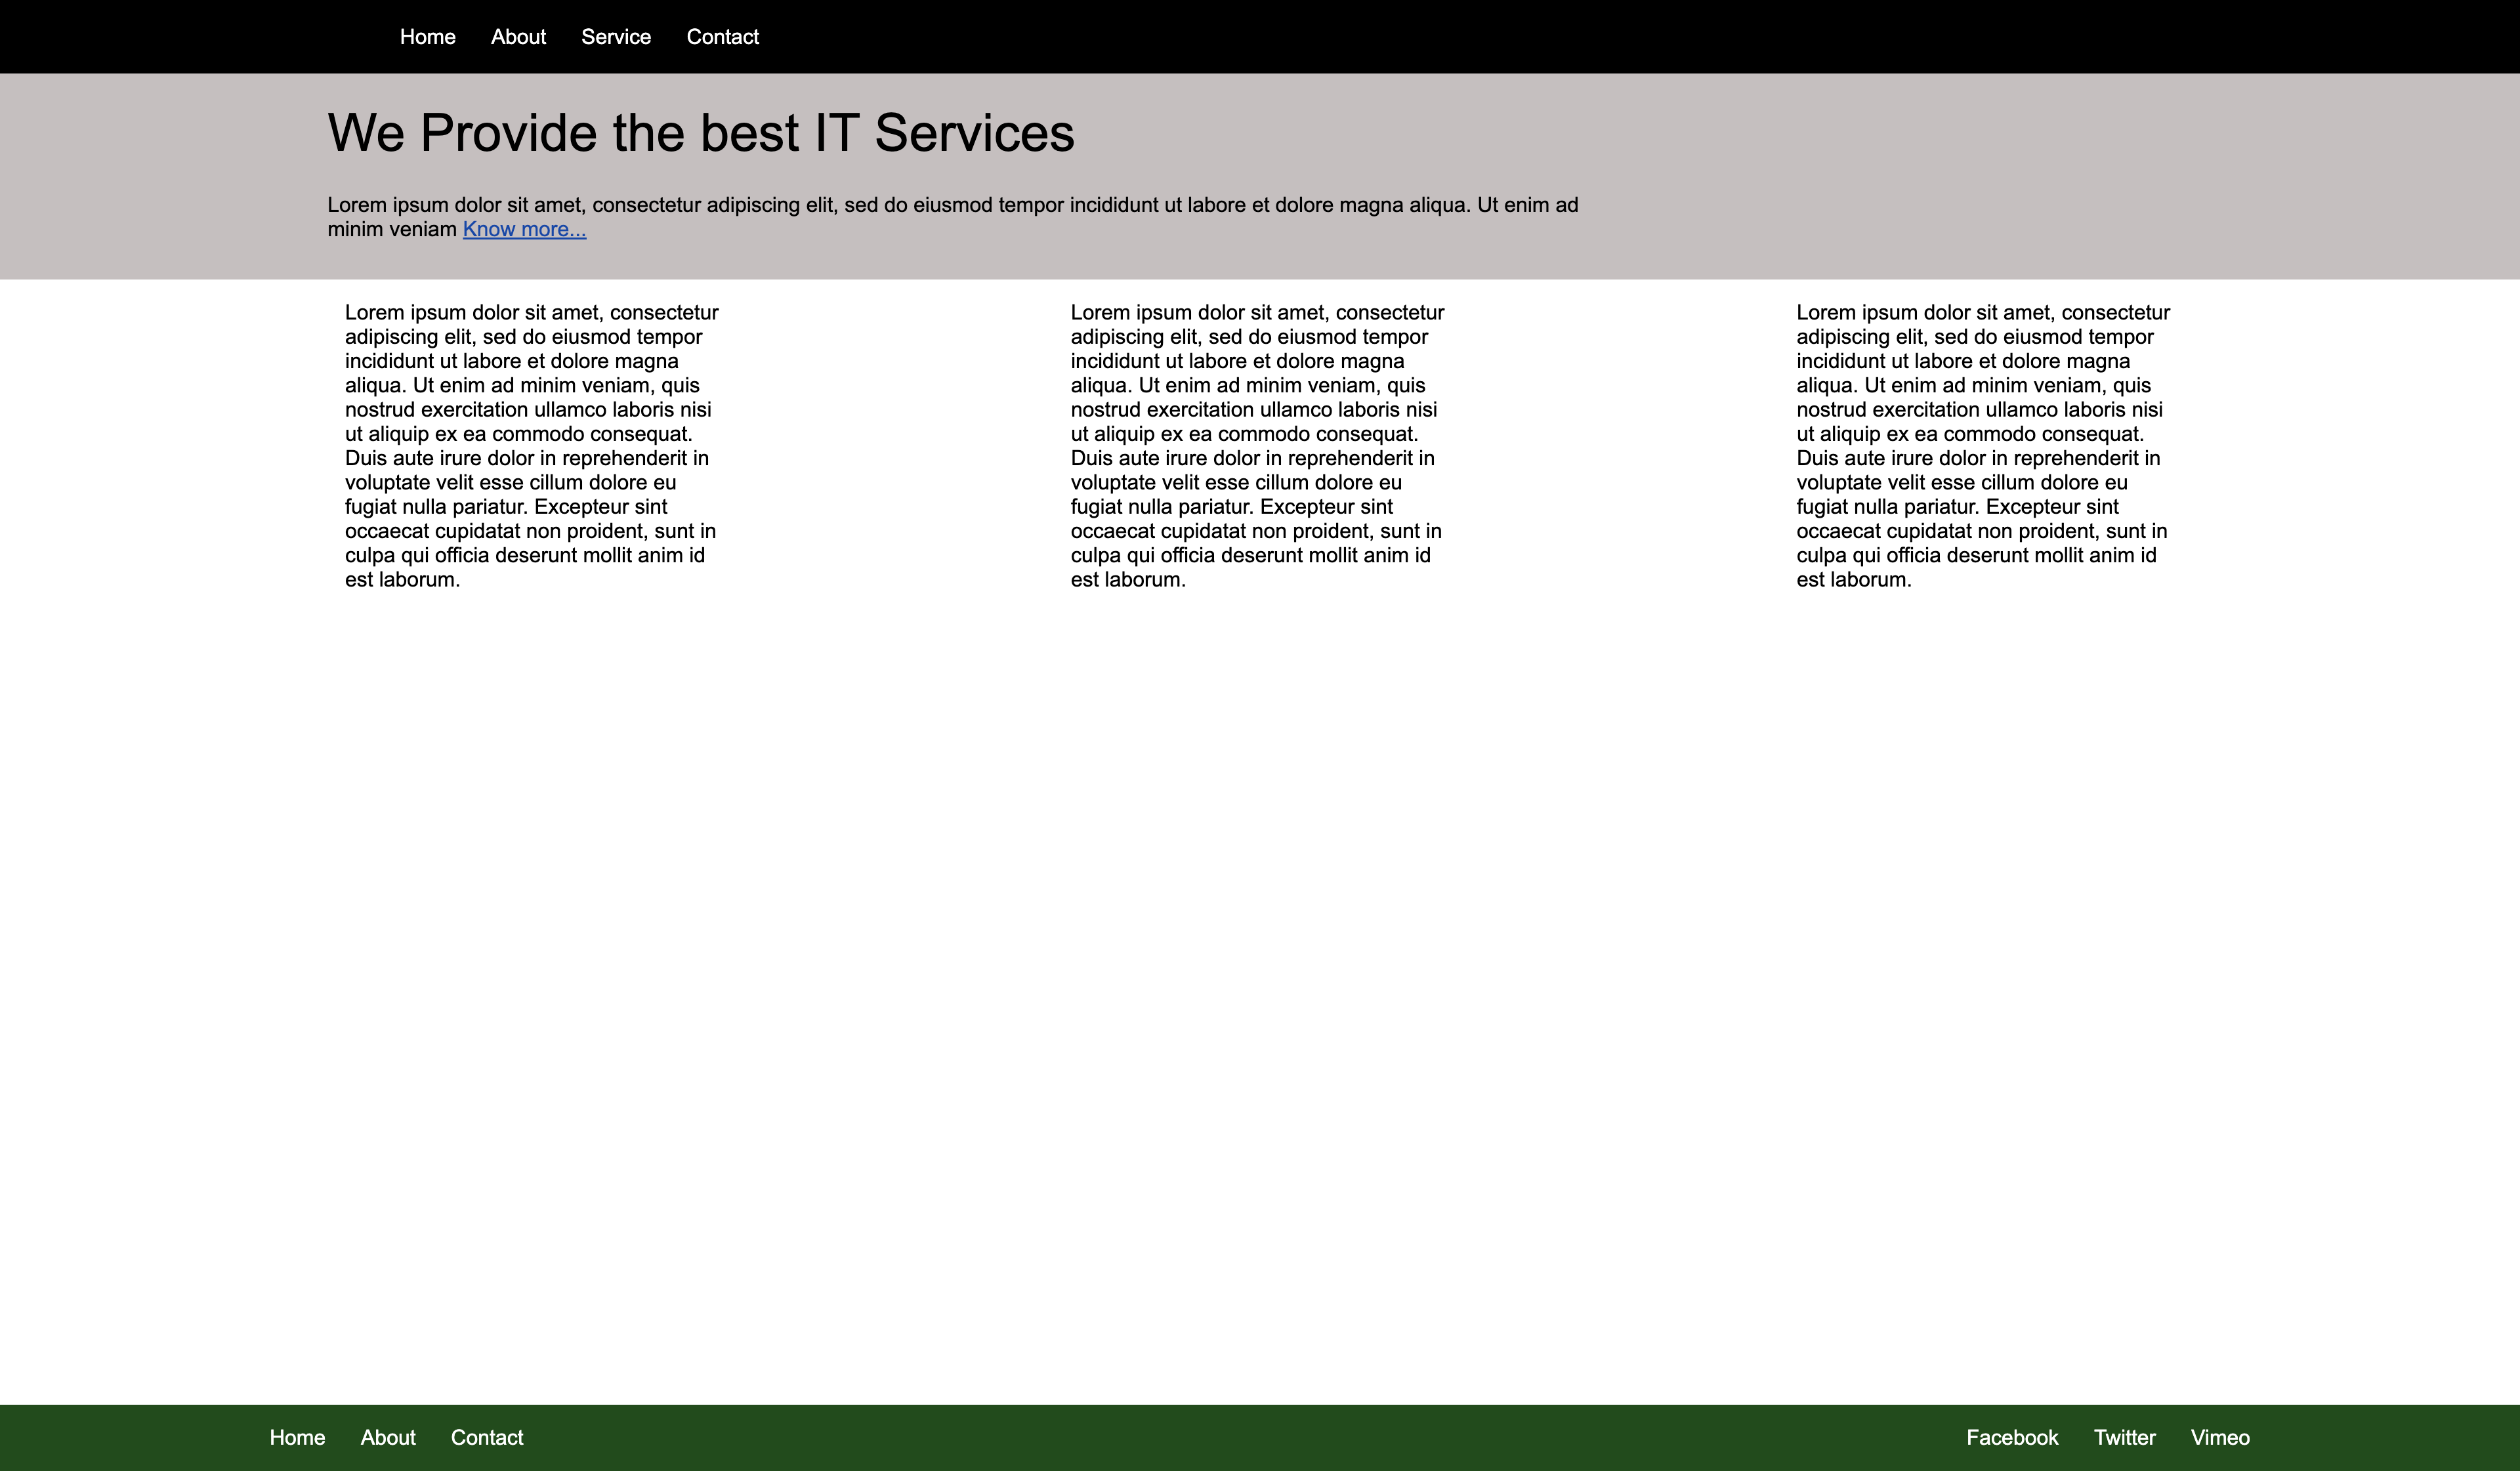 Home About Service Contact
We Provide the best IT Services
Lorem ipsum dolor sit amet, consectetur adipiscing elit, sed do eiusmod tempor incididunt ut labore et dolore magna aliqua. Ut enim ad
minim veniam Know more...
Lorem ipsum dolor sit amet, consectetur
adipiscing elit, sed do eiusmod tempor
incididunt ut labore et dolore magna
aliqua. Ut enim ad minim veniam, quis
nostrud exercitation ullamco laboris nisi
ut aliquip ex ea commodo consequat.
Duis aute irure dolor in reprehenderit in
voluptate velit esse cillum dolore eu
fugiat nulla pariatur. Excepteur sint
occaecat cupidatat non proident, sunt in
culpa qui officia deserunt mollit anim id
est laborum.
Lorem ipsum dolor sit amet, consectetur
adipiscing elit, sed do eiusmod tempor
incididunt ut labore et dolore magna
aliqua. Ut enim ad minim veniam, quis
nostrud exercitation ullamco laboris nisi
ut aliquip ex ea commodo consequat.
Duis aute irure dolor in reprehenderit in
voluptate velit esse cillum dolore eu
fugiat nulla pariatur. Excepteur sint
occaecat cupidatat non proident, sunt in
culpa qui officia deserunt mollit anim id
est laborum.
Lorem ipsum dolor sit amet, consectetur
adipiscing elit, sed do eiusmod tempor
incididunt ut labore et dolore magna
aliqua. Ut enim ad minim veniam, quis
nostrud exercitation ullamco laboris nisi
ut aliquip ex ea commodo consequat.
Duis aute irure dolor in reprehenderit in
voluptate velit esse cillum dolore eu
fugiat nulla pariatur. Excepteur sint
occaecat cupidatat non proident, sunt in
culpa qui officia deserunt mollit anim id
est laborum.
Home About Contact Facebook Twitter Vimeo